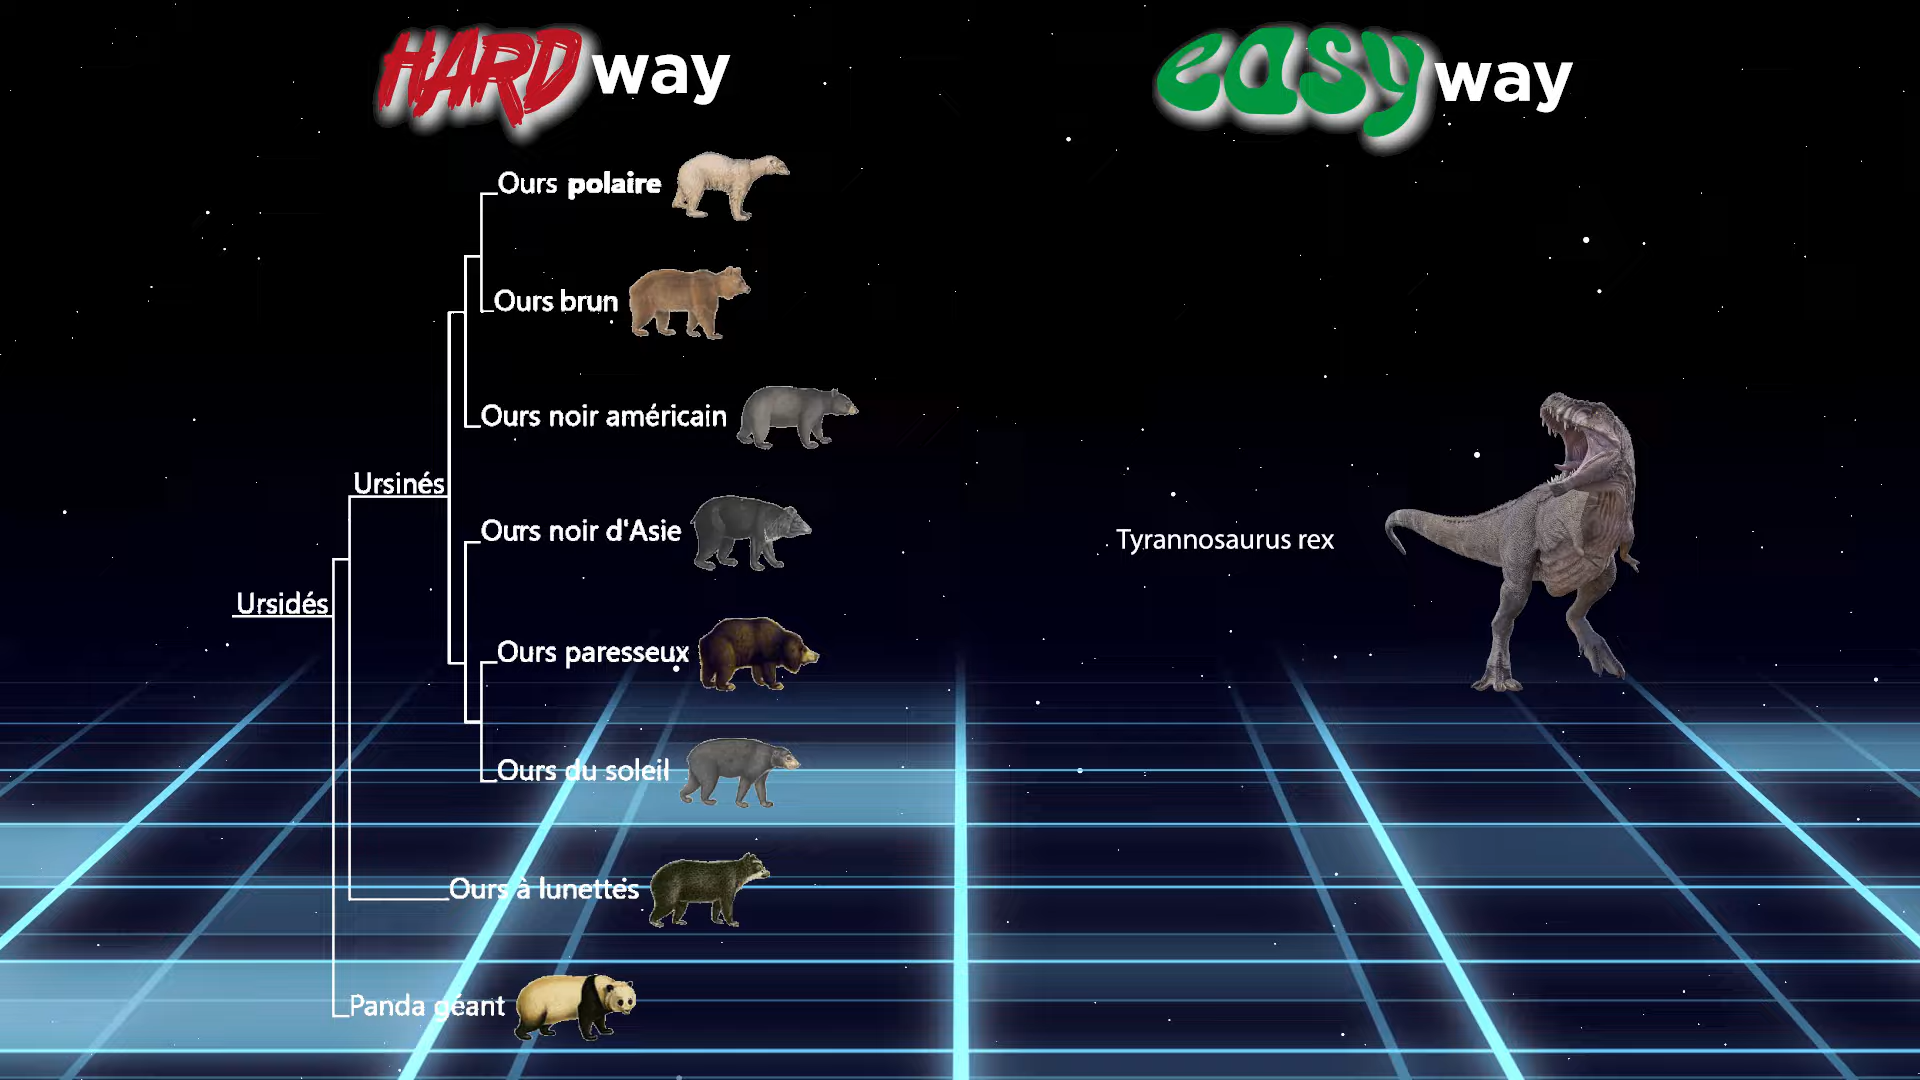 HARD way
easy way
Ours polaire
Ours brun
Ours noir américain
Ursinés
Ours noir d'Asie
Tyrannosaurus rex
Ursidés
Ours paresseux
Ours du soleil
Ours à lunettes
Panda géant